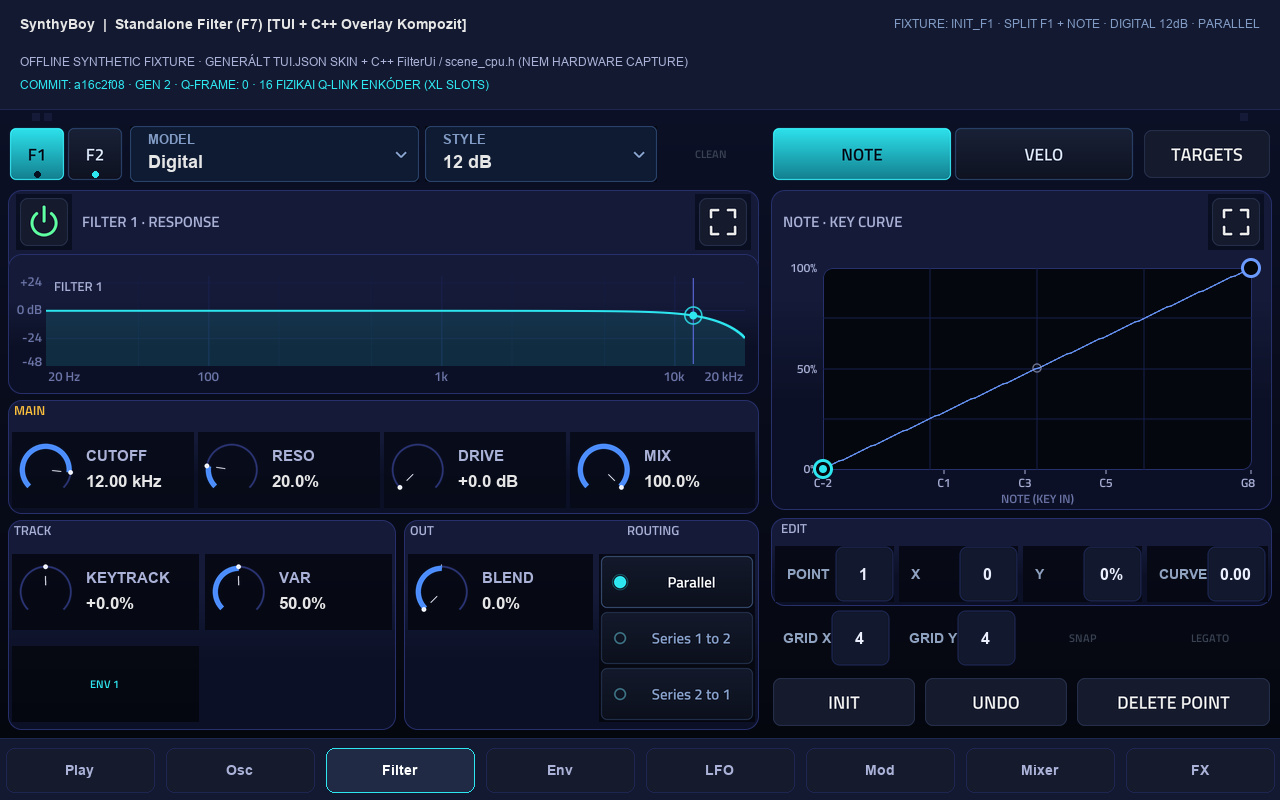 SynthyBoy | Standalone Filter (F7) [TUI + C++ Overlay Kompozit]
FIXTURE: INIT_F1 · SPLIT F1 + NOTE · DIGITAL 12dB · PARALLEL
OFFLINE SYNTHETIC FIXTURE · GENERÁLT TUI.JSON SKIN + C++ FilterUi / scene_cpu.h (NEM HARDWARE CAPTURE)
COMMIT: a16c2f08 · GEN 2 · Q-FRAME: 0 · 16 FIZIKAI Q-LINK ENKÓDER (XL SLOTS)
F1
F2
MODEL
Digital
STYLE
12 dB
CLEAN
NOTE
VELO
TARGETS
FILTER 1 · RESPONSE
+24
0 dB
-24
-48
FILTER 1
20 Hz
100
1k
10k
20 kHz
MAIN
CUTOFF
12.00 kHz
RESO
20.0%
DRIVE
+0.0 dB
MIX
100.0%
TRACK
KEYTRACK
+0.0%
VAR
50.0%
ENV 1
OUT
BLEND
0.0%
ROUTING
Parallel
Series 1 to 2
Series 2 to 1
NOTE · KEY CURVE
100%
50%
0%
C-2
C1
C3
C5
G8
NOTE (KEY IN)
EDIT
POINT
1
X
0
Y
0%
CURVE
0.00
GRID X
4
GRID Y
4
SNAP
LEGATO
INIT
UNDO
DELETE POINT
Play
Osc
Filter
Env
LFO
Mod
Mixer
FX